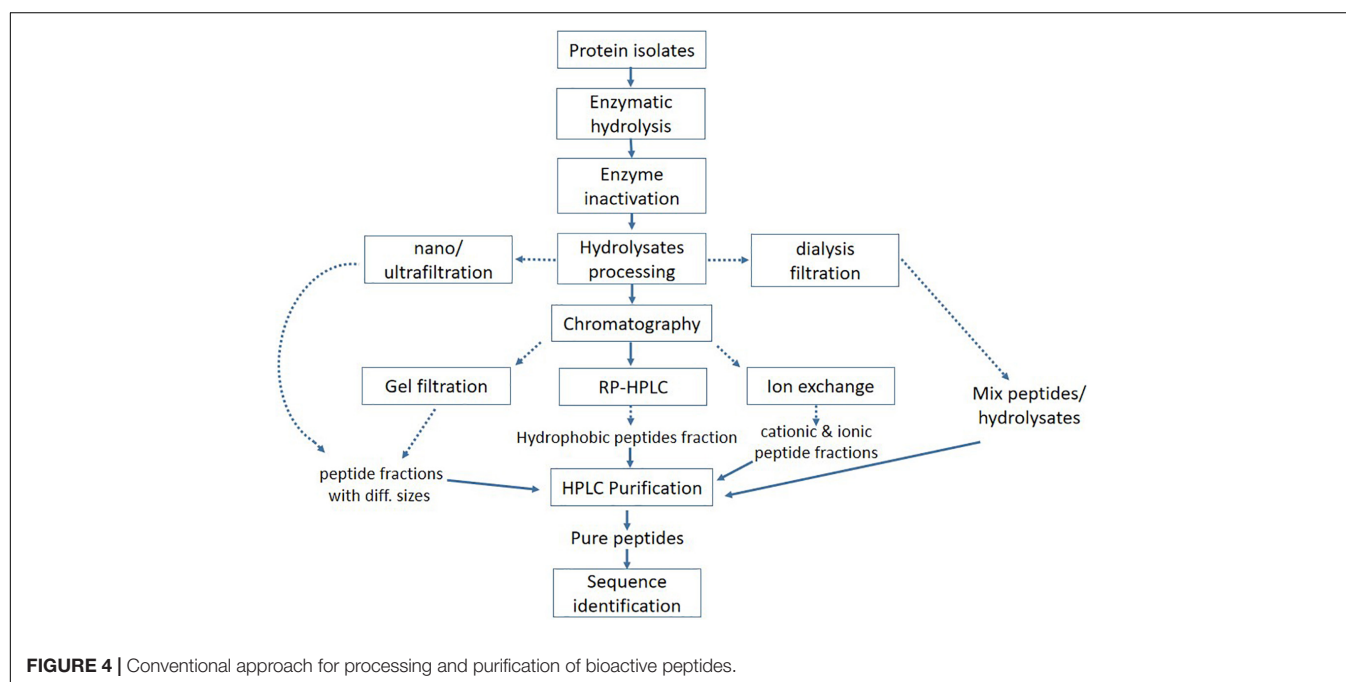 Protein isolates
Enzymatic
hydrolysis
Enzyme
inactivation
nano/
ultrafiltration
Hydrolysates
processing
dialysis
filtration
Chromatography
Gel filtration
RP-HPLC
Ion exchange
Mix peptides/
hydrolysates
Hydrophobic peptides fraction
cationic & ionic
peptide fractions
peptide fractions
with diff. sizes
HPLC Purification
Pure peptides
Sequence
identification
FIGURE 4 | Conventional approach for processing and purification of bioactive peptides.